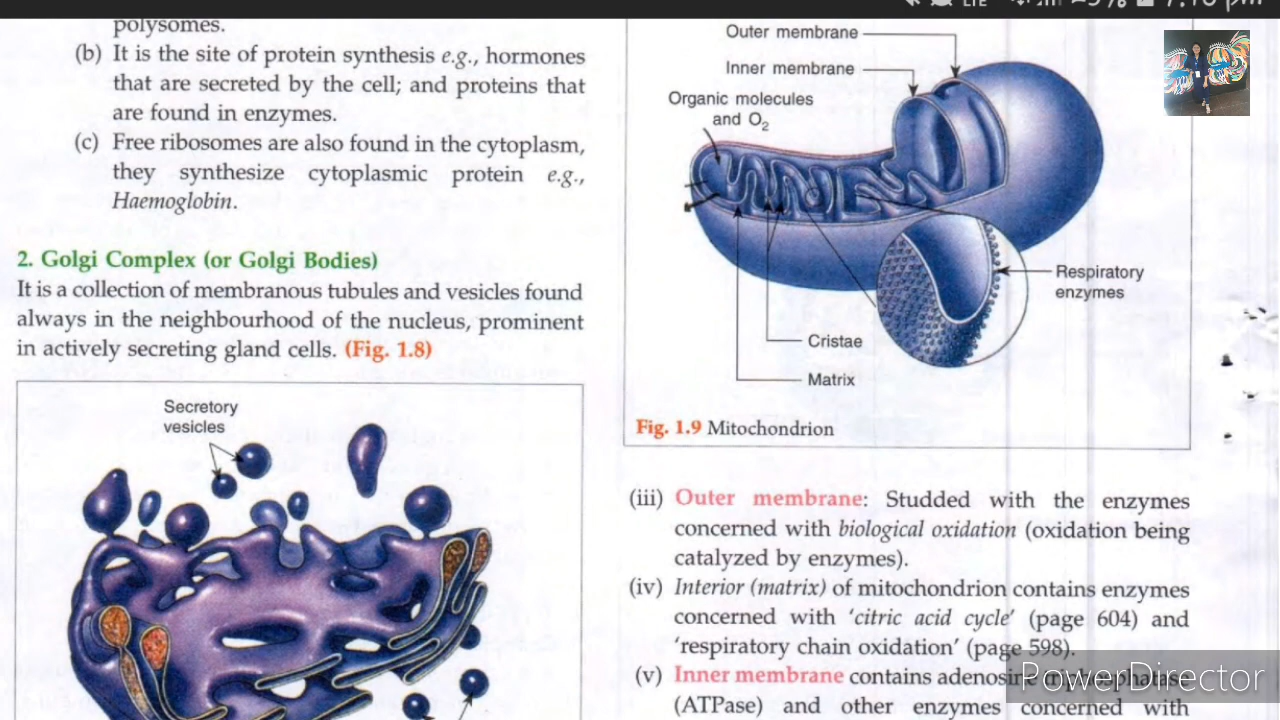 LTE
polysomes.
(b) It is the site of protein synthesis e.g., hormones
that are secreted by the cell; and proteins that
are found in enzymes.
(c) Free ribosomes are also found in the cytoplasm,
they synthesize cytoplasmic protein e.g.,
Haemoglobin.
2. Golgi Complex (or Golgi Bodies)
It is a collection of membranous tubules and vesicles found
always in the neighbourhood of the nucleus, prominent
in actively secreting gland cells. (Fig. 1.8)
Secretory
vesicles
Outer membrane
Inner membrane
Organic molecules
and O₂
Respiratory
enzymes
Cristae
Matrix
Fig. 1.9 Mitochondrion
(iii) Outer membrane: Studded with the enzymes
concerned with biological oxidation (oxidation being
catalyzed by enzymes).
(iv) Interior (matrix) of mitochondrion contains enzymes
concerned with ‘citric acid cycle’ (page 604) and
‘respiratory chain oxidation’ (page 598).
(v) Inner membrane contains
(ATPase) and other enzymes concerned with
PowerDirector